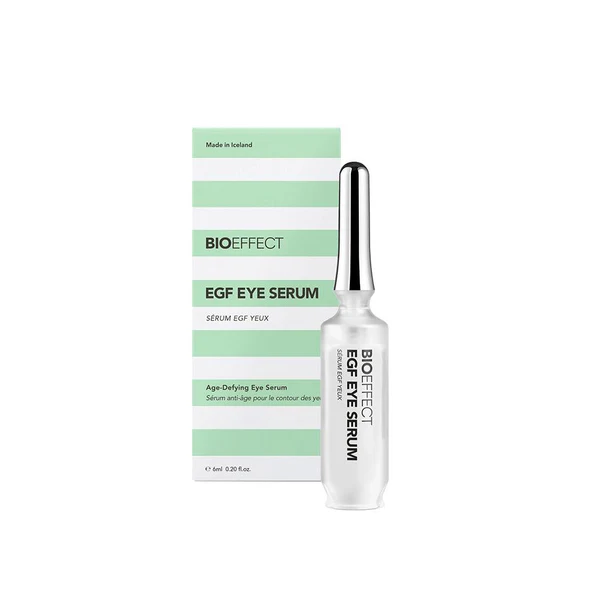 Made in Iceland
BIOEFFECT
EGF EYE SERUM
SÉRUM EGF YEUX
Age-Defying Eye Serum
Sérum anti-âge pour le contour des
℮ 6ml 0.20 fl.oz.
BIOEFFECT
EGF EYE SERUM
SÉRUM EGF YEUX